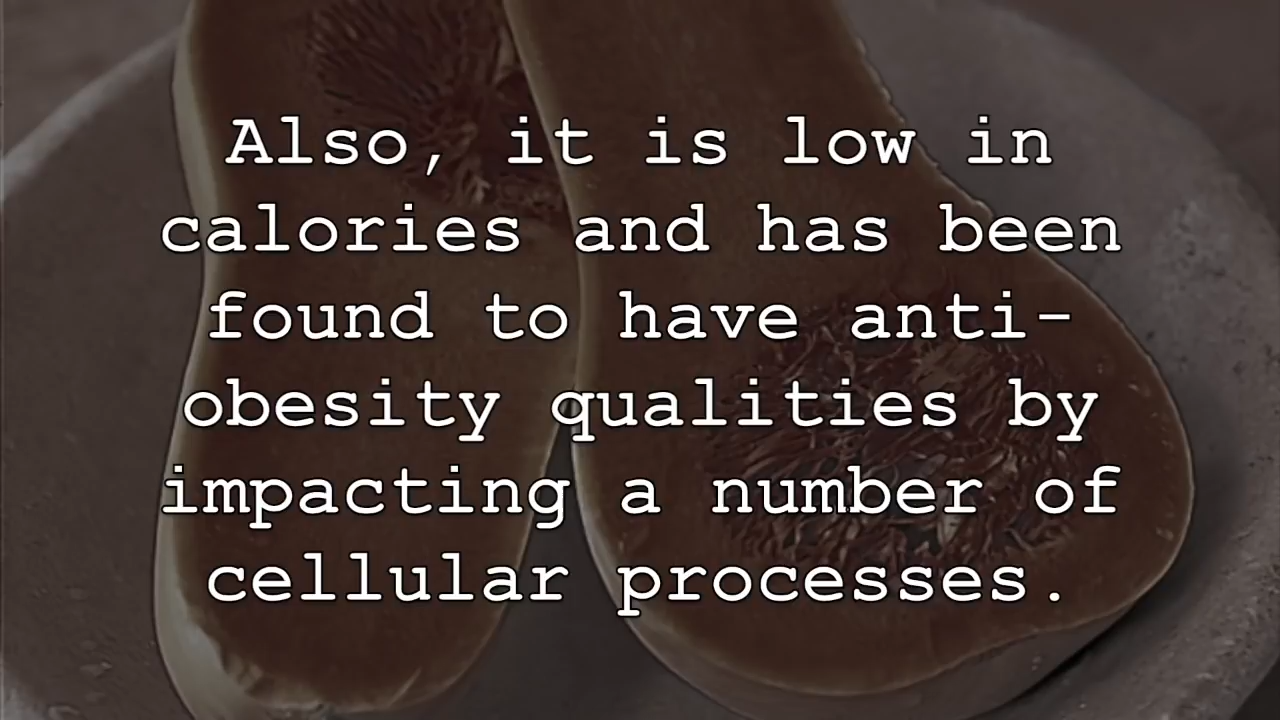 Also, it is low in
calories and has been
found to have anti-
obesity qualities by
impacting a number of
cellular processes.